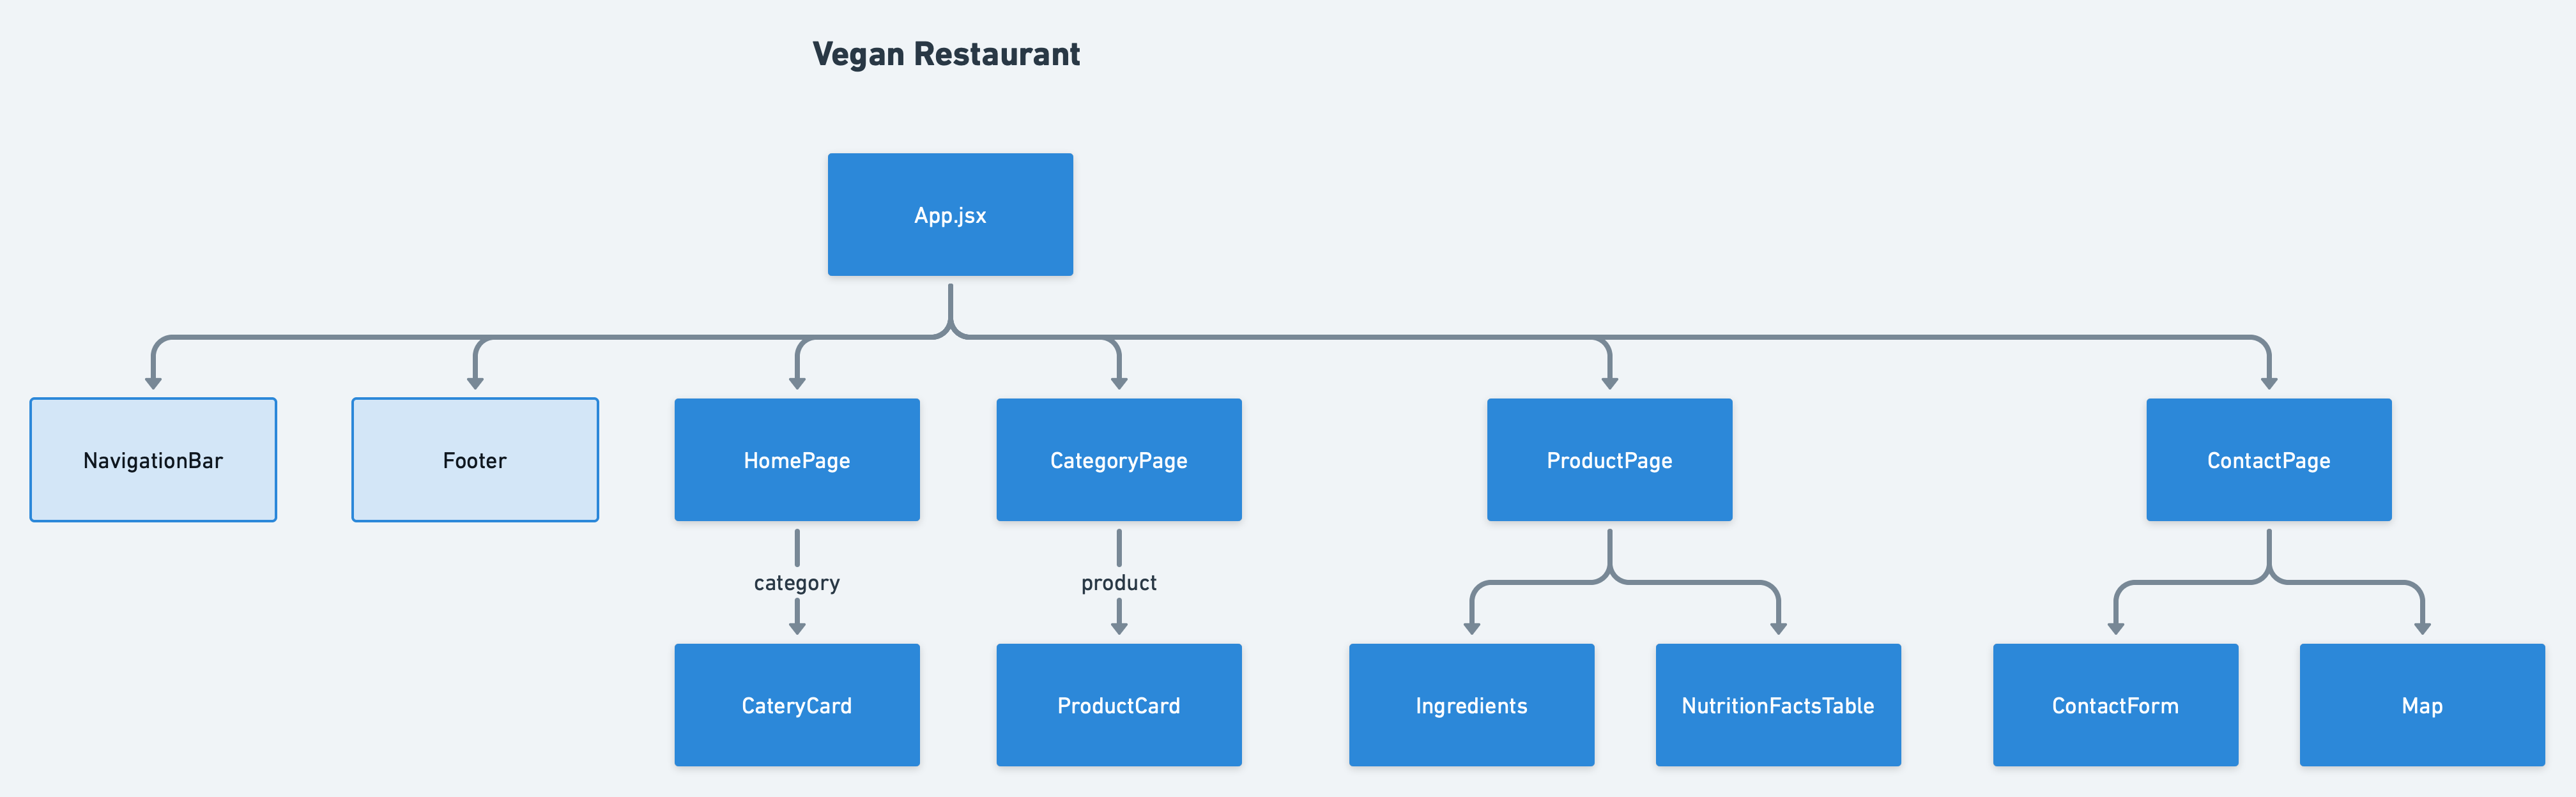 Vegan Restaurant
App.jsx
NavigationBar
Footer
HomePage
CategoryPage
ProductPage
ContactPage
category
product
CateryCard
ProductCard
Ingredients
NutritionFactsTable
ContactForm
Map